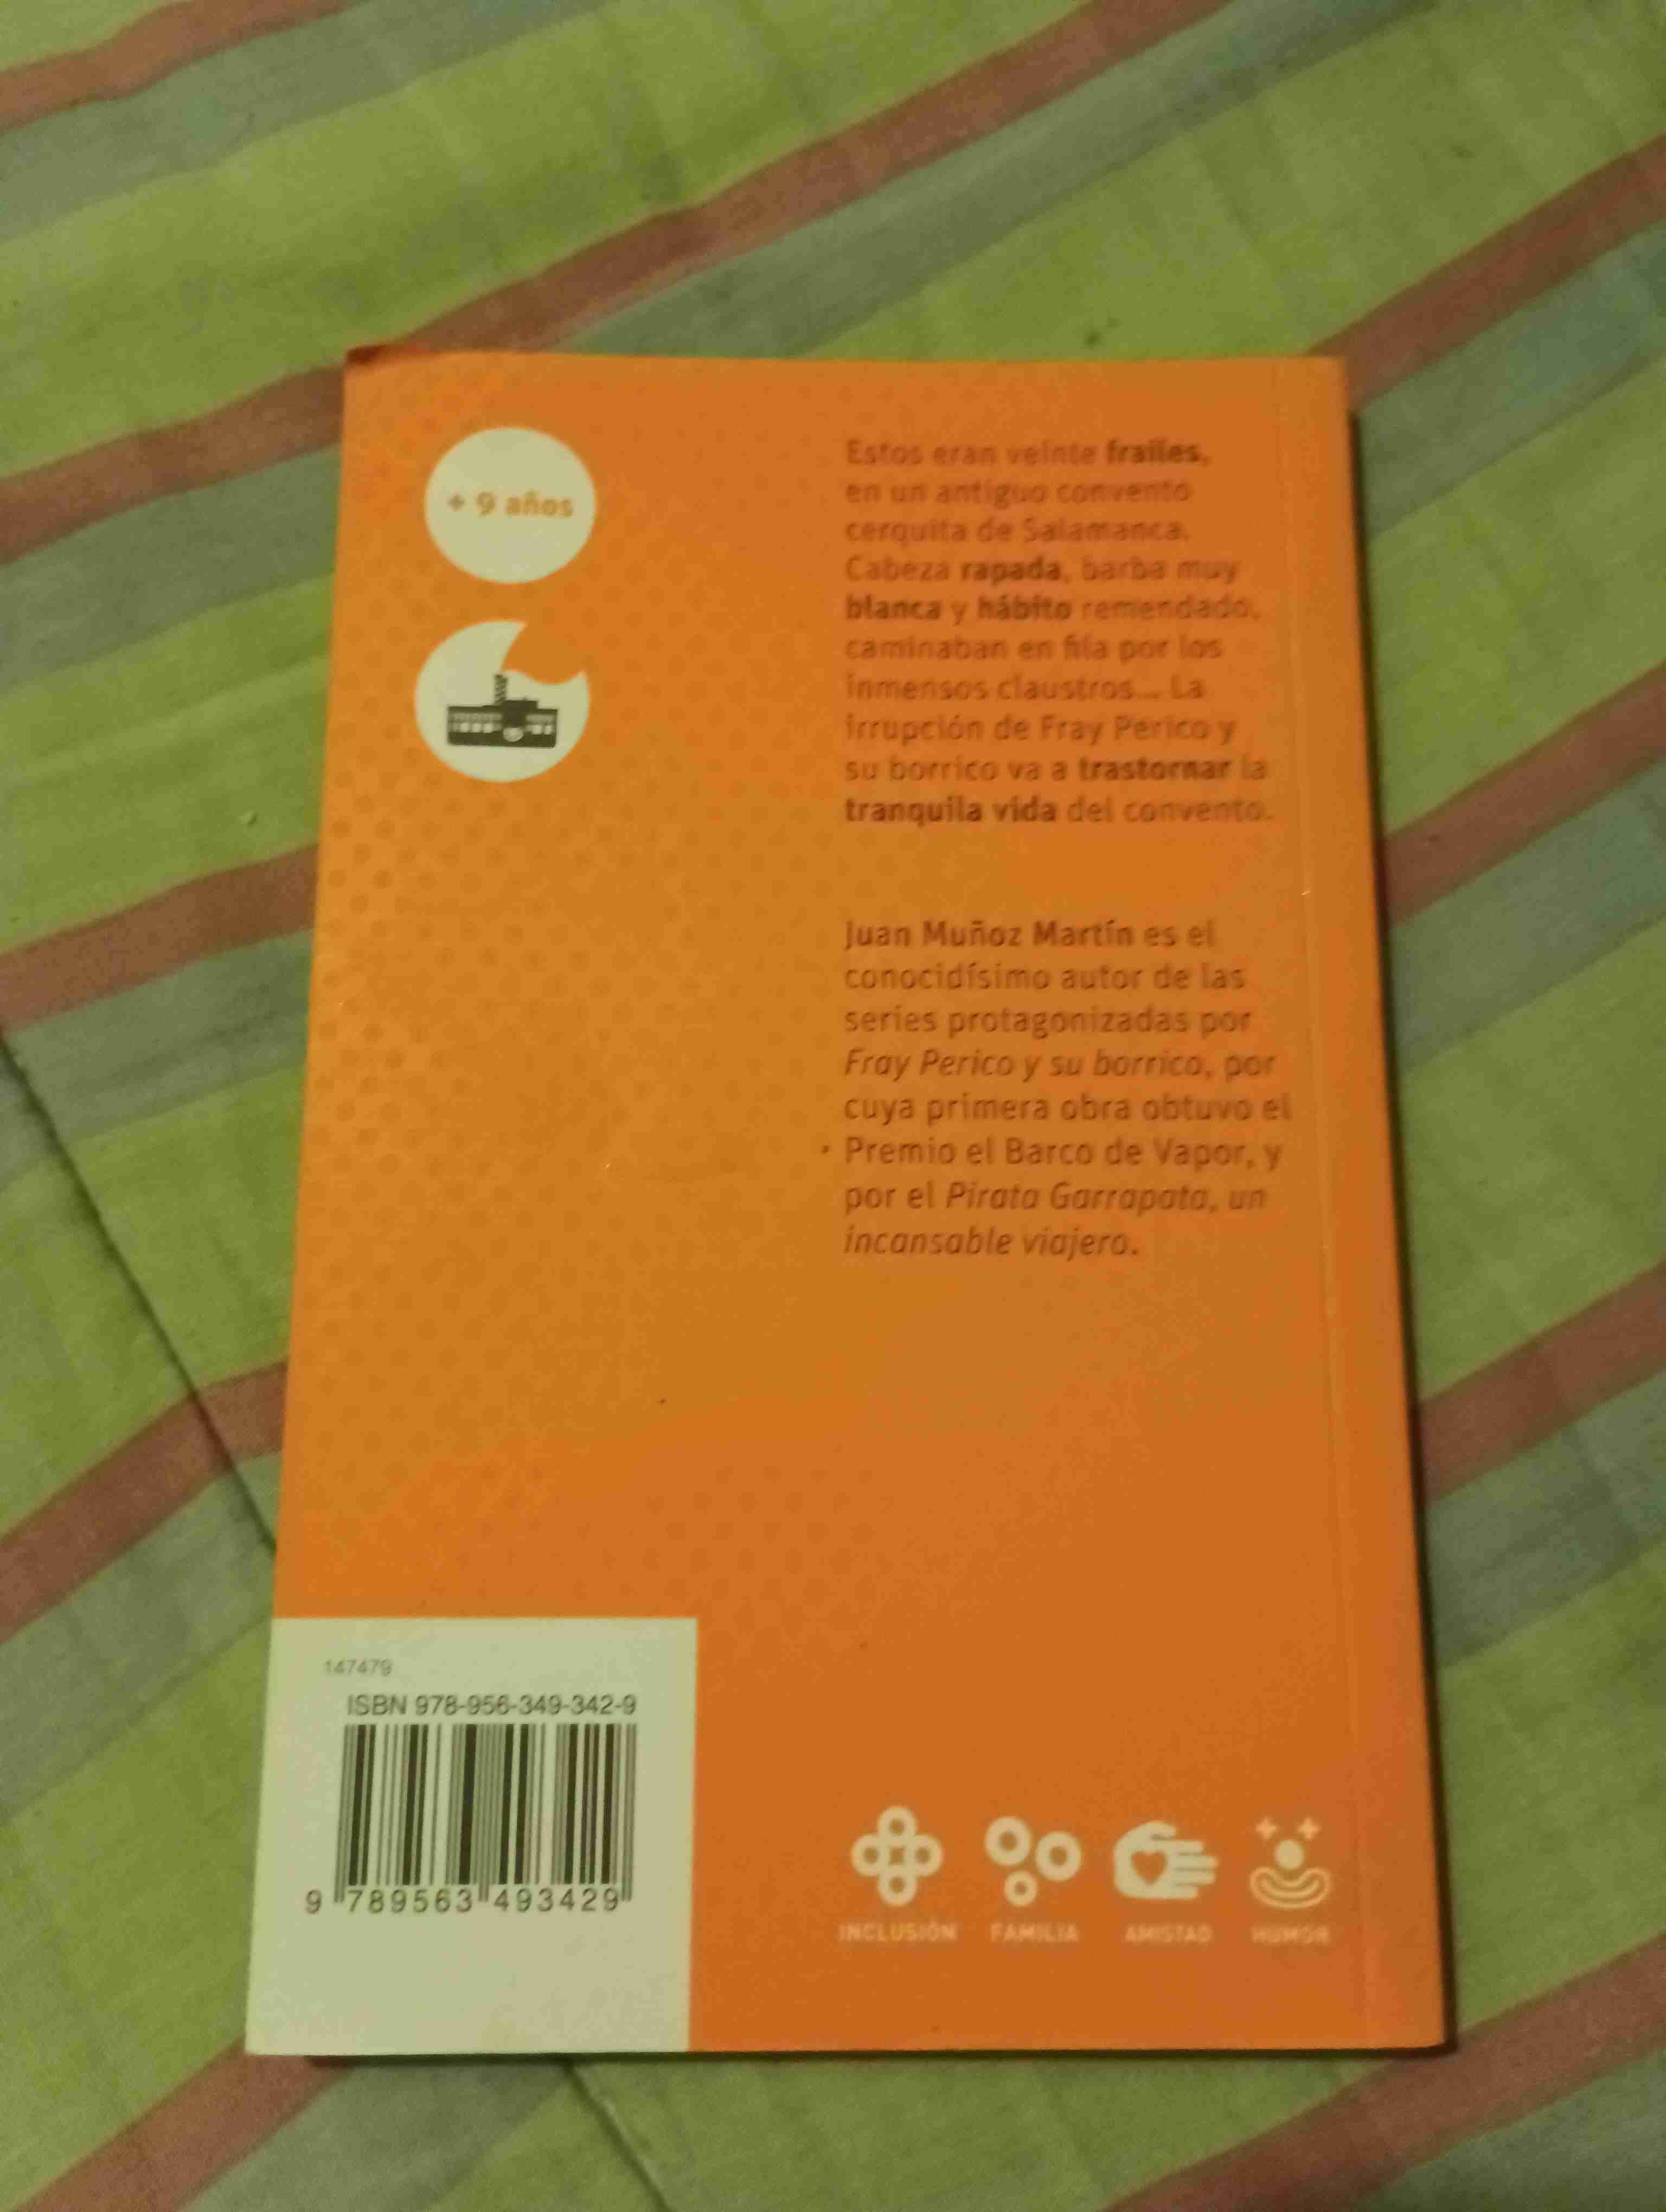 + 9 años
Estos eran veinte frailes,
en un antiguo convento
cerquita de Salamanca.
Cabeza rapada, barba muy
blanca y hábito remendado,
caminaban en fila por los
inmensos claustros... La
irrupción de Fray Perico y
su borrico va a trastornar la
tranquila vida del convento.
Juan Muñoz Martín es el
conocidísimo autor de las
series protagonizadas por
Fray Perico y su borrico, por
cuya primera obra obtuvo el
Premio el Barco de Vapor, y
por el Pirata Garrapata, un
incansable viajero.
147479
ISBN 978-956-349-342-9
9 789563 493429
INCLUSIÓN FAMILIA AMISTAD HUMOR